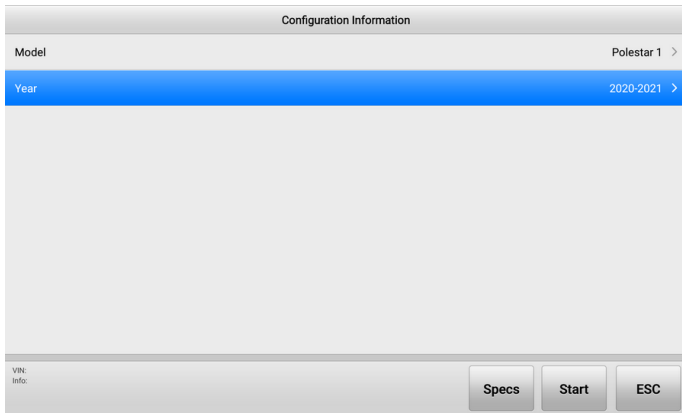 Configuration Information
Model Polestar 1 >
Year 2020-2021 >
VIN:
Info:
Specs Start ESC